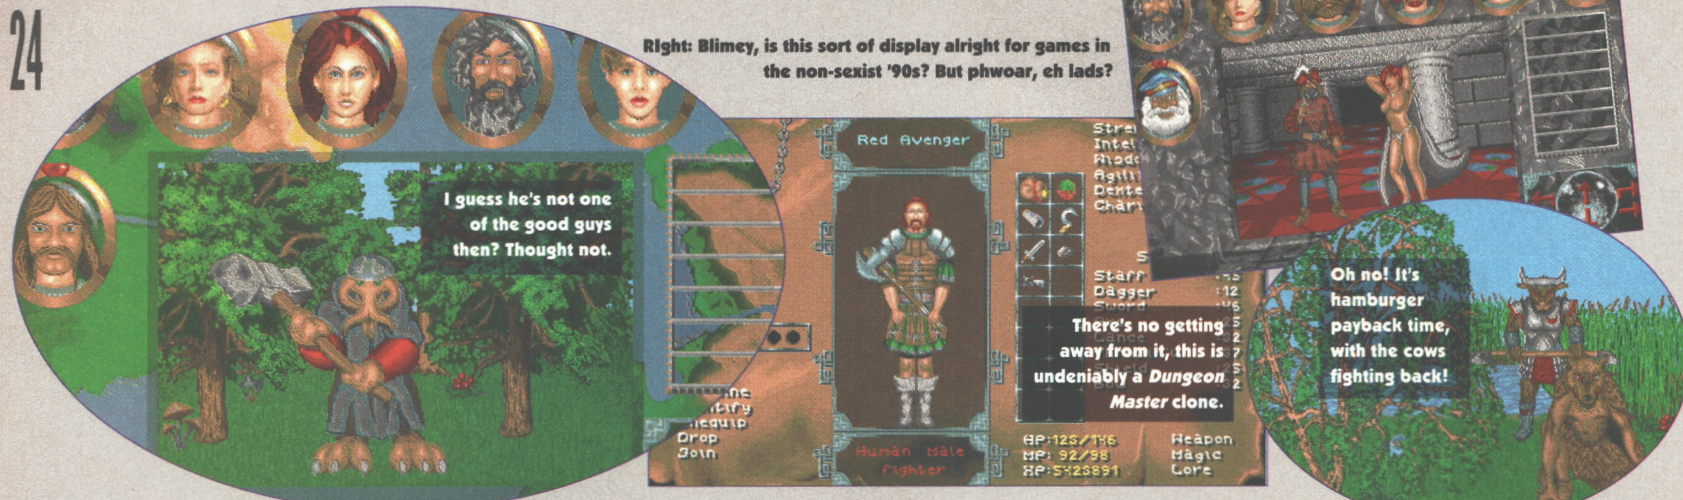 24
RIght: Blimey, is this sort of display alright for games in
the non-sexist '90s? But phwoar, eh lads?
I guess he's not one
of the good guys
then? Thought not.
Red Avenger
Human Male
fighter
Staff
Dagger :12
Sword
There's no getting
away from it, this is
undeniably a Dungeon
Master clone.
Drop
Join
HP:125/146
MP: 92/98
XP:5423891
Weapon
Magic
Lore
Oh no! It's
hamburger
payback time,
with the cows
fighting back!